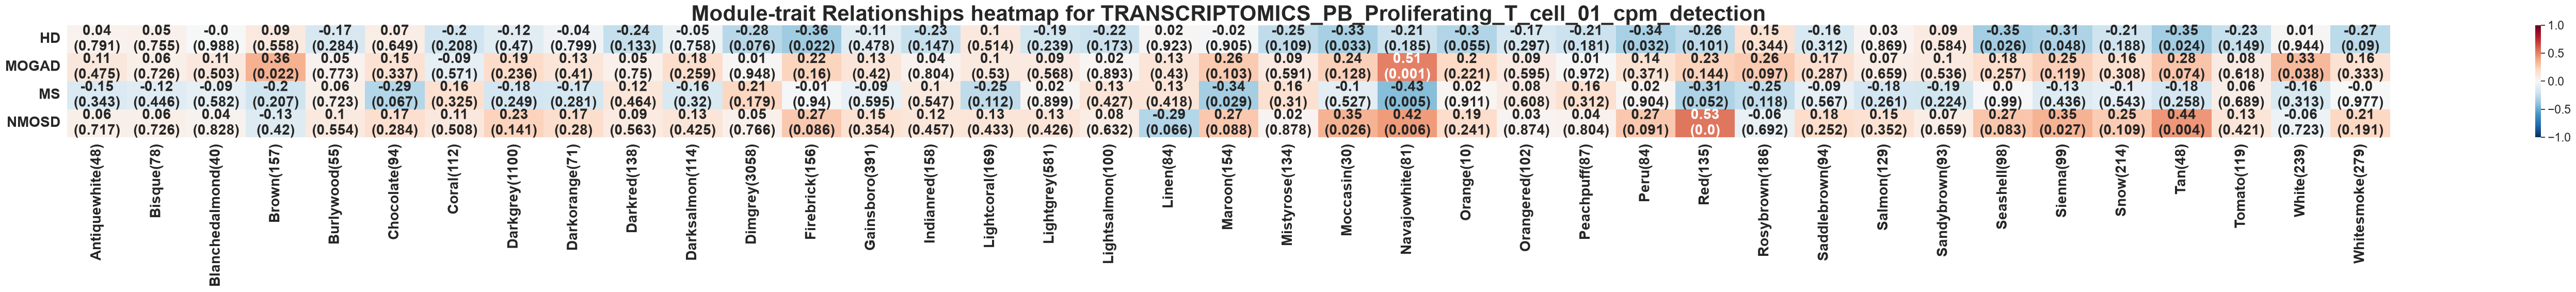 Module-trait Relationships heatmap for TRANSCRIPTOMICS_PB_Proliferating_T_cell_01_cpm_detection
HD
0.04 0.05 -0.0 0.09 -0.17 0.07 -0.2 -0.12 -0.04 -0.24 -0.05 -0.28 -0.36 -0.11 -0.23 0.1 -0.19 -0.22 0.02 -0.02 -0.25 -0.33 -0.21 -0.3 -0.17 -0.21 -0.34 -0.26 0.15 -0.16 0.03 0.09 -0.35 -0.31 -0.21 -0.35 -0.23 0.01 -0.27
(0.791) (0.755) (0.988) (0.558) (0.284) (0.649) (0.208) (0.47) (0.799) (0.133) (0.758) (0.076) (0.022) (0.478) (0.147) (0.514) (0.239) (0.173) (0.923) (0.905) (0.109) (0.033) (0.185) (0.055) (0.297) (0.181) (0.032) (0.101) (0.344) (0.312) (0.869) (0.584) (0.026) (0.048) (0.188) (0.024) (0.149) (0.944) (0.09)
MOGAD
0.11 0.06 0.11 0.36 0.05 0.15 -0.09 0.19 0.13 0.05 0.18 0.01 0.22 0.13 0.04 0.1 0.09 0.02 0.13 0.26 0.09 0.24 0.51 0.2 0.09 0.01 0.14 0.23 0.26 0.17 0.07 0.1 0.18 0.25 0.16 0.28 0.08 0.33 0.16
(0.475) (0.726) (0.503) (0.022) (0.773) (0.337) (0.571) (0.236) (0.41) (0.75) (0.259) (0.948) (0.16) (0.42) (0.804) (0.53) (0.568) (0.893) (0.43) (0.103) (0.591) (0.128) (0.001) (0.221) (0.595) (0.972) (0.371) (0.144) (0.097) (0.287) (0.659) (0.536) (0.257) (0.119) (0.308) (0.074) (0.618) (0.038) (0.333)
MS
-0.15 -0.12 -0.09 -0.2 0.06 -0.29 0.16 -0.18 -0.17 0.12 -0.16 0.21 -0.01 -0.09 0.1 -0.25 0.02 0.13 0.13 -0.34 0.16 -0.1 -0.43 0.02 0.08 0.16 0.02 -0.31 -0.25 -0.09 -0.18 -0.19 0.0 -0.13 -0.1 -0.18 0.06 -0.16 -0.0
(0.343) (0.446) (0.582) (0.207) (0.723) (0.067) (0.325) (0.249) (0.281) (0.464) (0.32) (0.179) (0.94) (0.595) (0.547) (0.112) (0.899) (0.427) (0.418) (0.029) (0.31) (0.527) (0.005) (0.911) (0.608) (0.312) (0.904) (0.052) (0.118) (0.567) (0.261) (0.224) (0.99) (0.436) (0.543) (0.258) (0.689) (0.313) (0.977)
NMOSD
0.06 0.06 0.04 -0.13 0.1 0.17 0.11 0.23 0.17 0.09 0.13 0.05 0.27 0.15 0.12 0.13 0.13 0.08 -0.29 0.27 0.02 0.35 0.42 0.19 0.03 0.04 0.27 0.53 -0.06 0.18 0.15 0.07 0.27 0.35 0.25 0.44 0.13 -0.06 0.21
(0.717) (0.726) (0.828) (0.42) (0.554) (0.284) (0.508) (0.141) (0.28) (0.563) (0.425) (0.766) (0.086) (0.354) (0.457) (0.433) (0.426) (0.632) (0.066) (0.088) (0.878) (0.026) (0.006) (0.241) (0.874) (0.804) (0.091) (0.0) (0.692) (0.252) (0.352) (0.659) (0.083) (0.027) (0.109) (0.004) (0.421) (0.723) (0.191)
Antiquewhite(48)
Bisque(78)
Blanchedalmond(40)
Brown(157)
Burlywood(55)
Chocolate(94)
Coral(112)
Darkgrey(1100)
Darkorange(71)
Darkred(138)
Darksalmon(114)
Dimgrey(3058)
Firebrick(156)
Gainsboro(391)
Indianred(158)
Lightcoral(169)
Lightgrey(581)
Lightsalmon(100)
Linen(84)
Maroon(154)
Mistyrose(134)
Moccasin(30)
Navajowhite(81)
Orange(10)
Orangered(102)
Peachpuff(87)
Peru(84)
Red(135)
Rosybrown(186)
Saddlebrown(94)
Salmon(129)
Sandybrown(93)
Seashell(98)
Sienna(99)
Snow(214)
Tan(48)
Tomato(119)
White(239)
Whitesmoke(279)
1.0
0.5
0.0
−0.5
−1.0